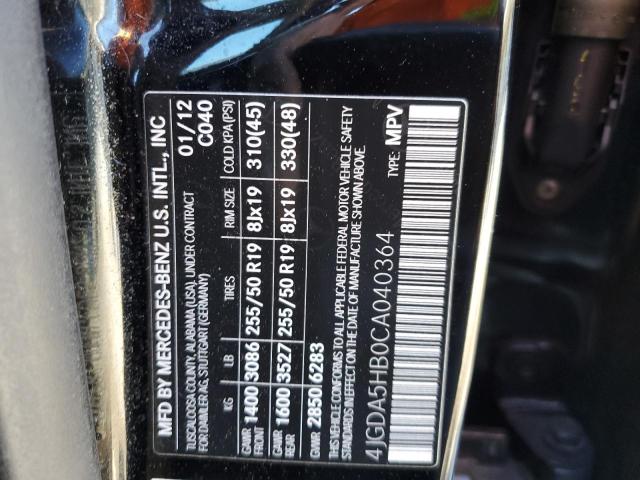 MFD BY MERCEDES-BENZ U.S. INTL., INC
TUSCALOOSA COUNTY, ALABAMA (USA), UNDER CONTRACT 01/12
FOR DAIMLER AG, STUTTGART (GERMANY) C040
KG LB TIRES RIM SIZE COLD KPA (PSI)
GAWR FRONT 1400 3086 255/50 R19 8Jx19 310(45)
GAWR REAR 1600 3527 255/50 R19 8Jx19 330(48)
GVWR 2850 6283
VEHICLE CONFORMS TO ALL APPLICABLE FEDERAL MOTOR VEHICLE SAFETY
STANDARDS IN EFFECT ON THE DATE OF MANUFACTURE SHOWN ABOVE.
4JGDA5HB0CA040364 TYPE: MPV